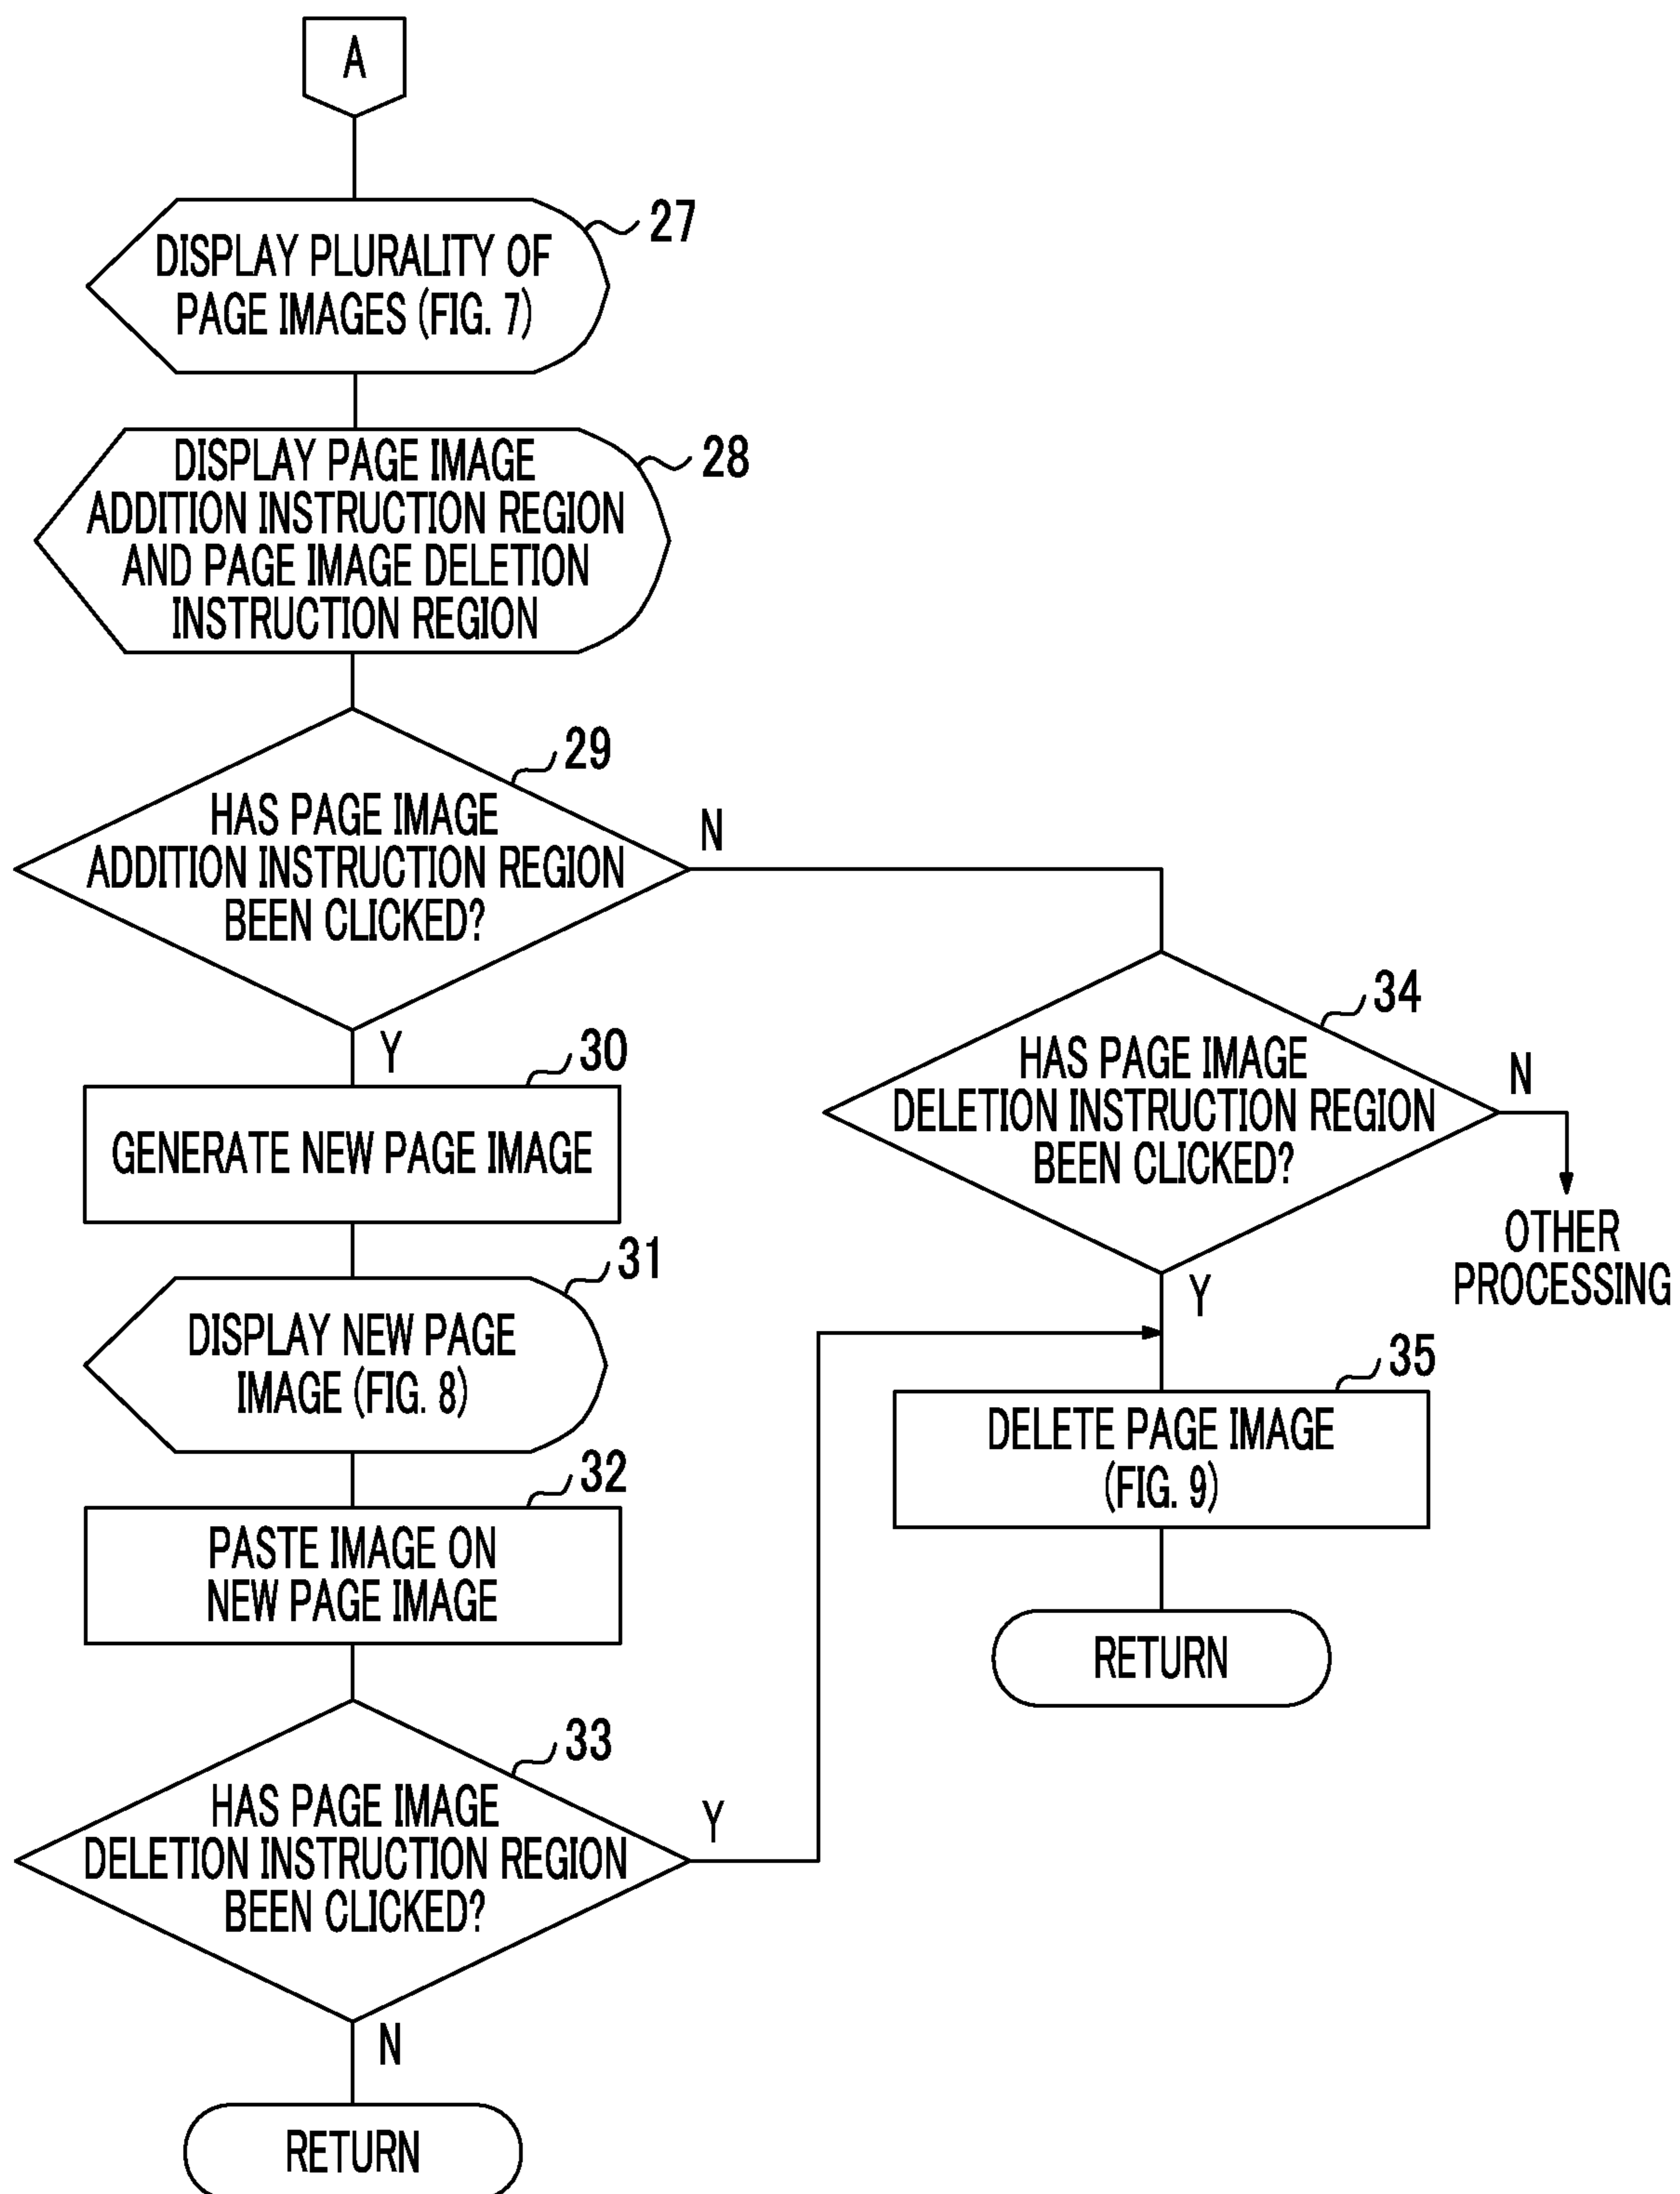 A
27
DISPLAY PLURALITY OF
PAGE IMAGES (FIG. 7)
28
DISPLAY PAGE IMAGE
ADDITION INSTRUCTION REGION
AND PAGE IMAGE DELETION
INSTRUCTION REGION
29
HAS PAGE IMAGE
ADDITION INSTRUCTION REGION
BEEN CLICKED?
N
Y
30
GENERATE NEW PAGE IMAGE
31
DISPLAY NEW PAGE
IMAGE (FIG. 8)
32
PASTE IMAGE ON
NEW PAGE IMAGE
33
HAS PAGE IMAGE
DELETION INSTRUCTION REGION
BEEN CLICKED?
Y
N
RETURN
34
HAS PAGE IMAGE
DELETION INSTRUCTION REGION
BEEN CLICKED?
N
OTHER
PROCESSING
Y
35
DELETE PAGE IMAGE
(FIG. 9)
RETURN